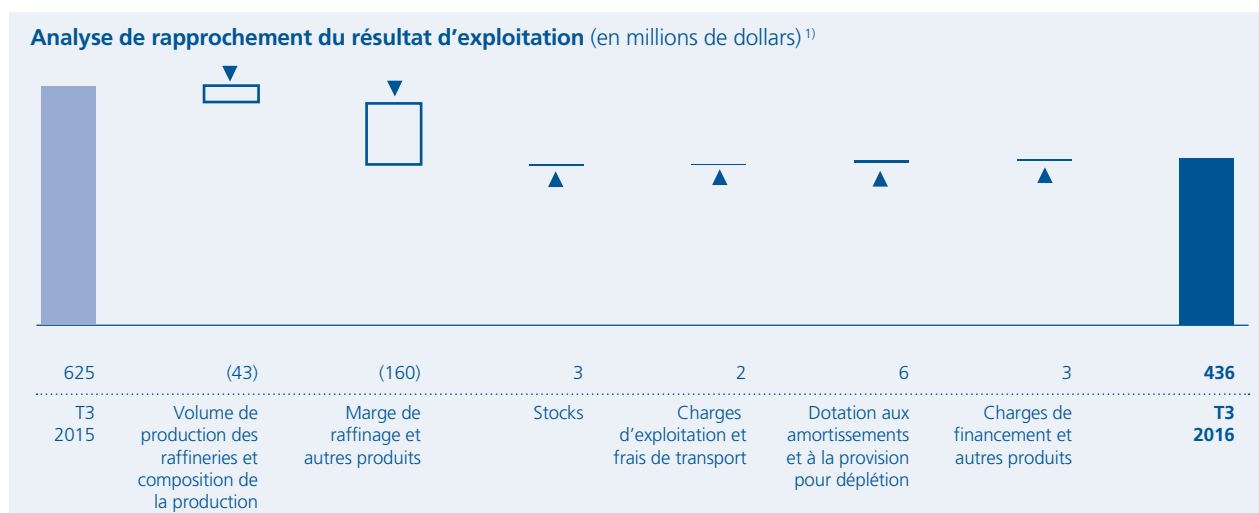 Analyse de rapprochement du résultat d’exploitation (en millions de dollars) 1)
625 (43) (160) 3 2 6 3 436
T3
2015
Volume de
production des
raffineries et
composition de
la production
Marge de
raffinage et
autres produits
Stocks
Charges
d’exploitation et
frais de transport
Dotation aux
amortissements
et à la provision
pour déplétion
Charges de
financement et
autres produits
T3
2016